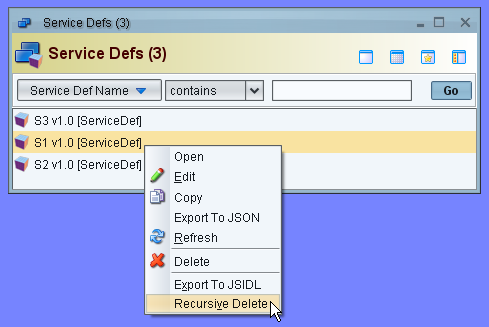 Service Defs (3)
Service Defs (3)
Service Def Name contains Go
S3 v1.0 [ServiceDef]
S1 v1.0 [ServiceDef]
S2 v1.0 [ServiceDef]
Open
Edit
Copy
Export To JSON
Refresh
Delete
Export To JSIDL
Recursive Delete